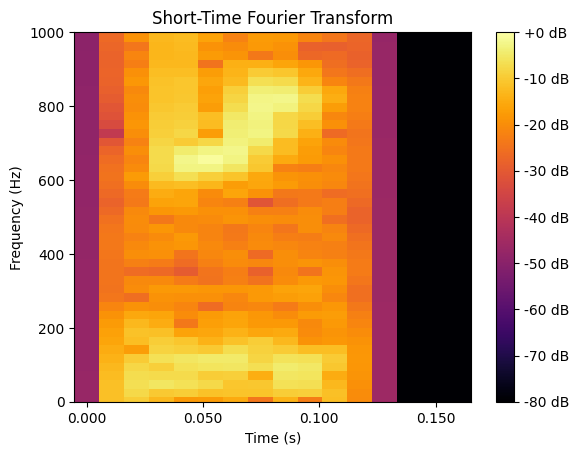 Short-Time Fourier Transform
1000
800
600
400
200
0
Frequency (Hz)
0.000
0.050
0.100
0.150
Time (s)
+0 dB
-10 dB
-20 dB
-30 dB
-40 dB
-50 dB
-60 dB
-70 dB
-80 dB